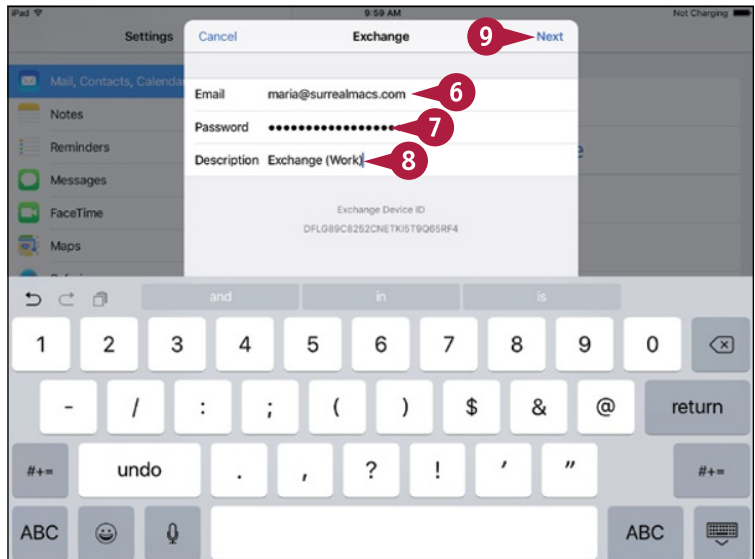 iPad 9:59 AM Not Charging
Settings Cancel Exchange 9 Next
Mail, Contacts, Calenda
Email maria@surrealmacs.com 6
Notes
Password 7
Reminders
Description Exchange (Work) 8
Messages
Exchange Device ID
FaceTime
DFLG89C8252CNETKI5T9Q65RF4
Maps
and in is
1 2 3 4 5 6 7 8 9 0
- / : ; ( ) $ & @ return
#+= undo . , ? ! ' " #+=
ABC ABC